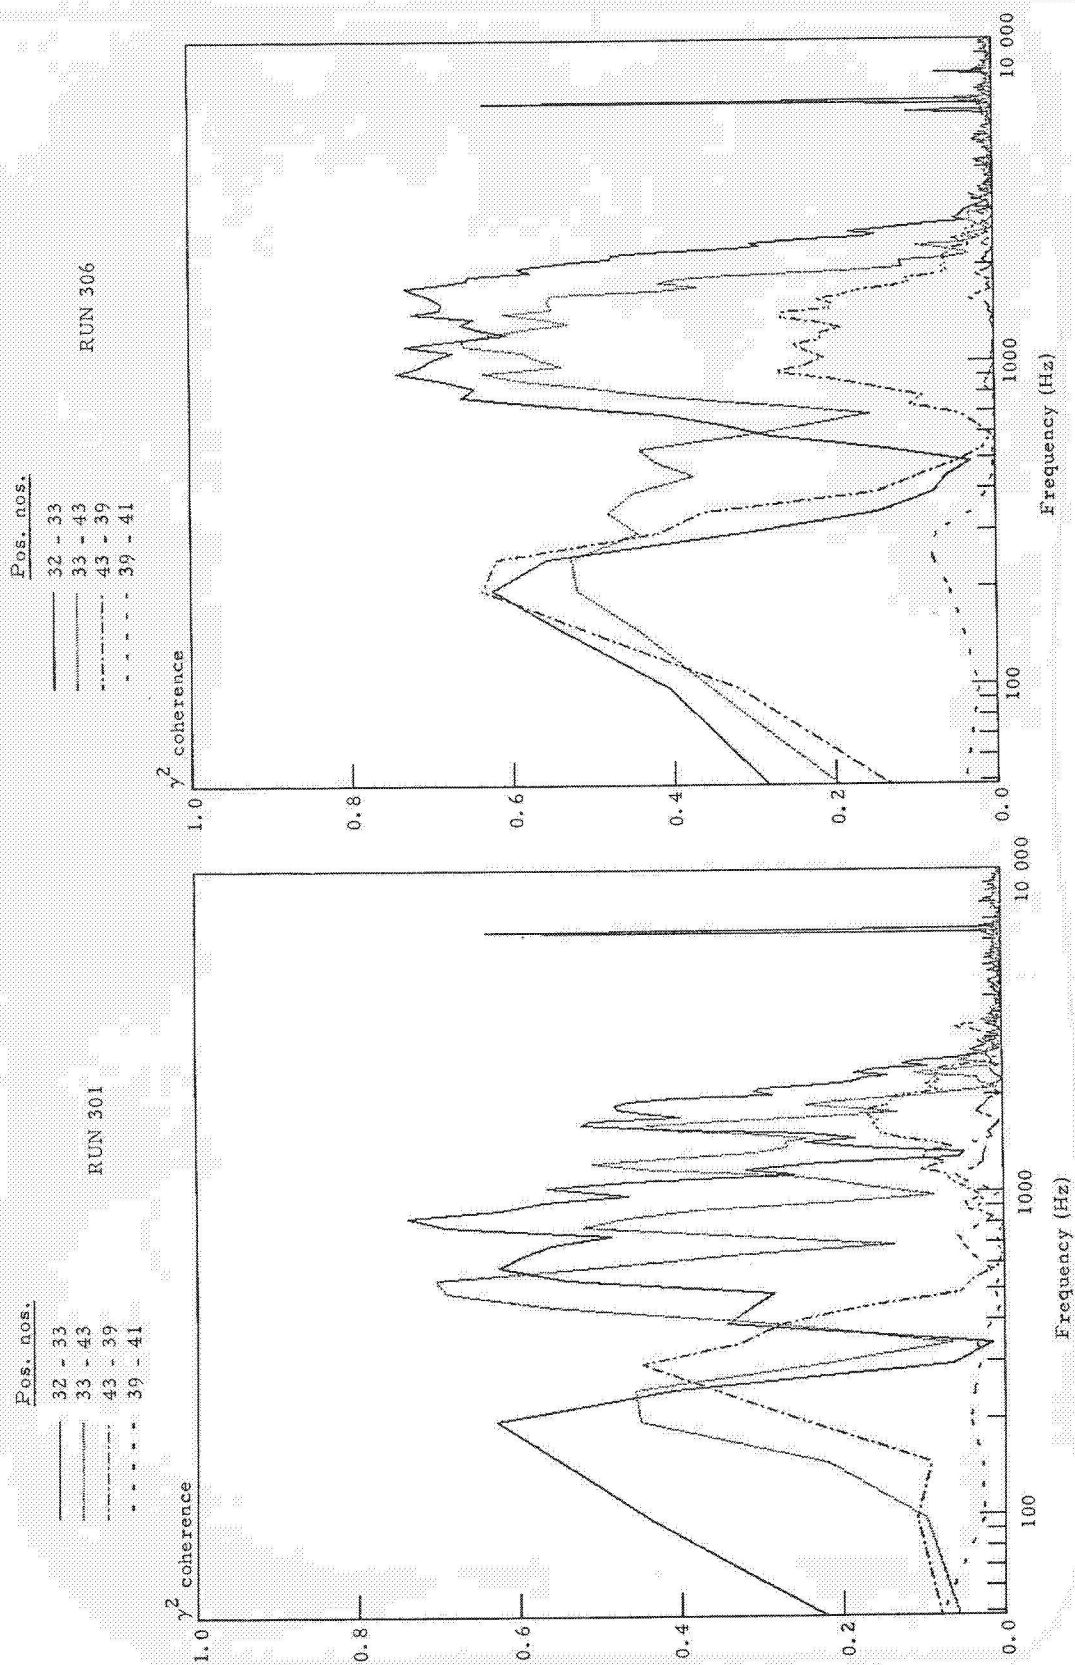 Pos. nos.
32 - 33
33 - 43
43 - 39
39 - 41
RUN 301
γ² coherence
1.0
0.8
0.6
0.4
0.2
0.0
100
1000
10 000
Frequency (Hz)
Pos. nos.
32 - 33
33 - 43
43 - 39
39 - 41
RUN 306
γ² coherence
1.0
0.8
0.6
0.4
0.2
0.0
100
1000
10 000
Frequency (Hz)